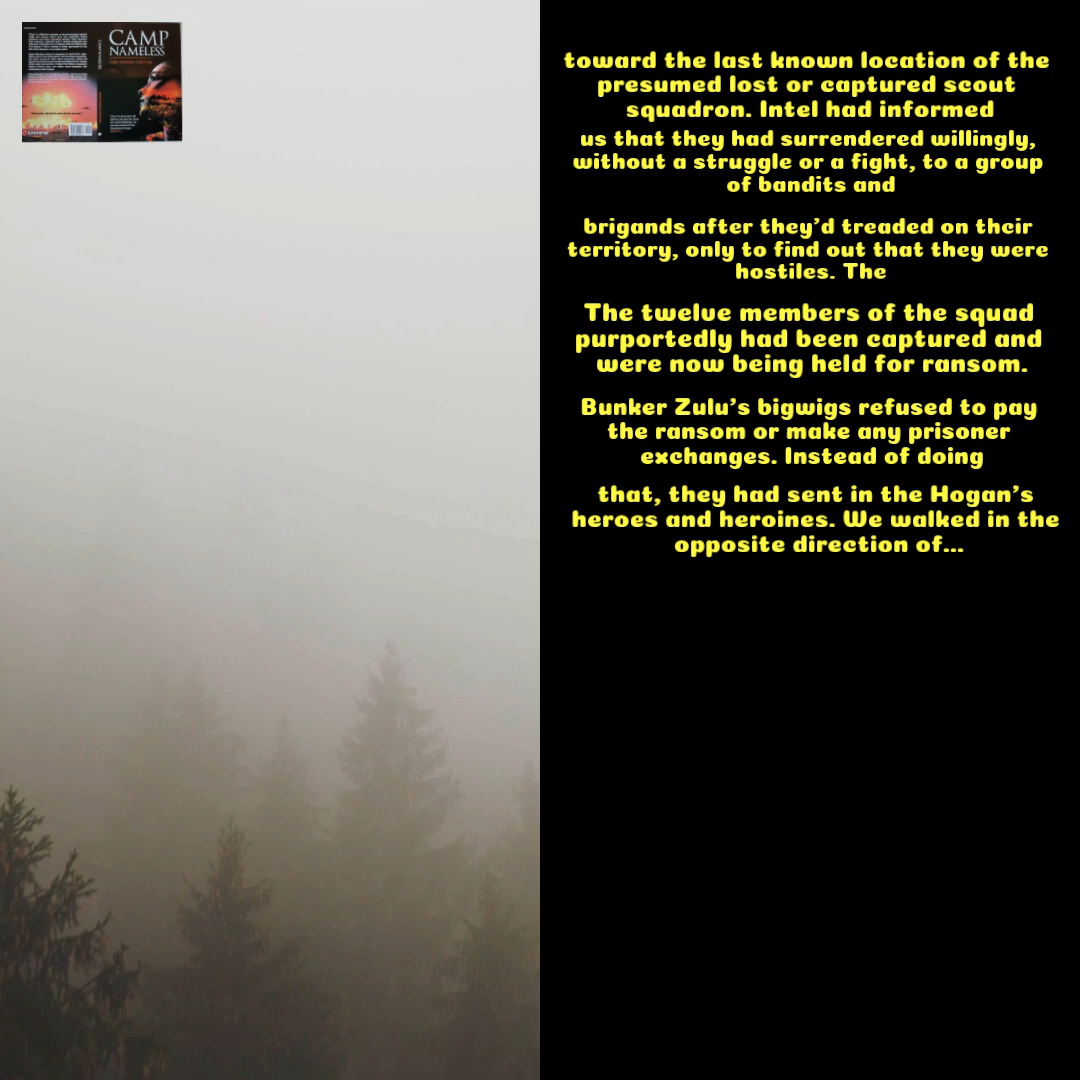 CAMP
NAMELESS
toward the last known location of the
presumed lost or captured scout
squadron. Intel had informed
us that they had surrendered willingly,
without a struggle or a fight, to a group
of bandits and
brigands after they’d treaded on thcir
territory, only to find out that they were
hostiles. The
The twelve members of the squad
purportedly had been captured and
were now being held for ransom.
Bunker Zulu’s bigwigs refused to pay
the ransom or make any prisoner
exchanges. Instead of doing
that, they had sent in the Hogan’s
heroes and heroines. We walked in the
opposite direction of...